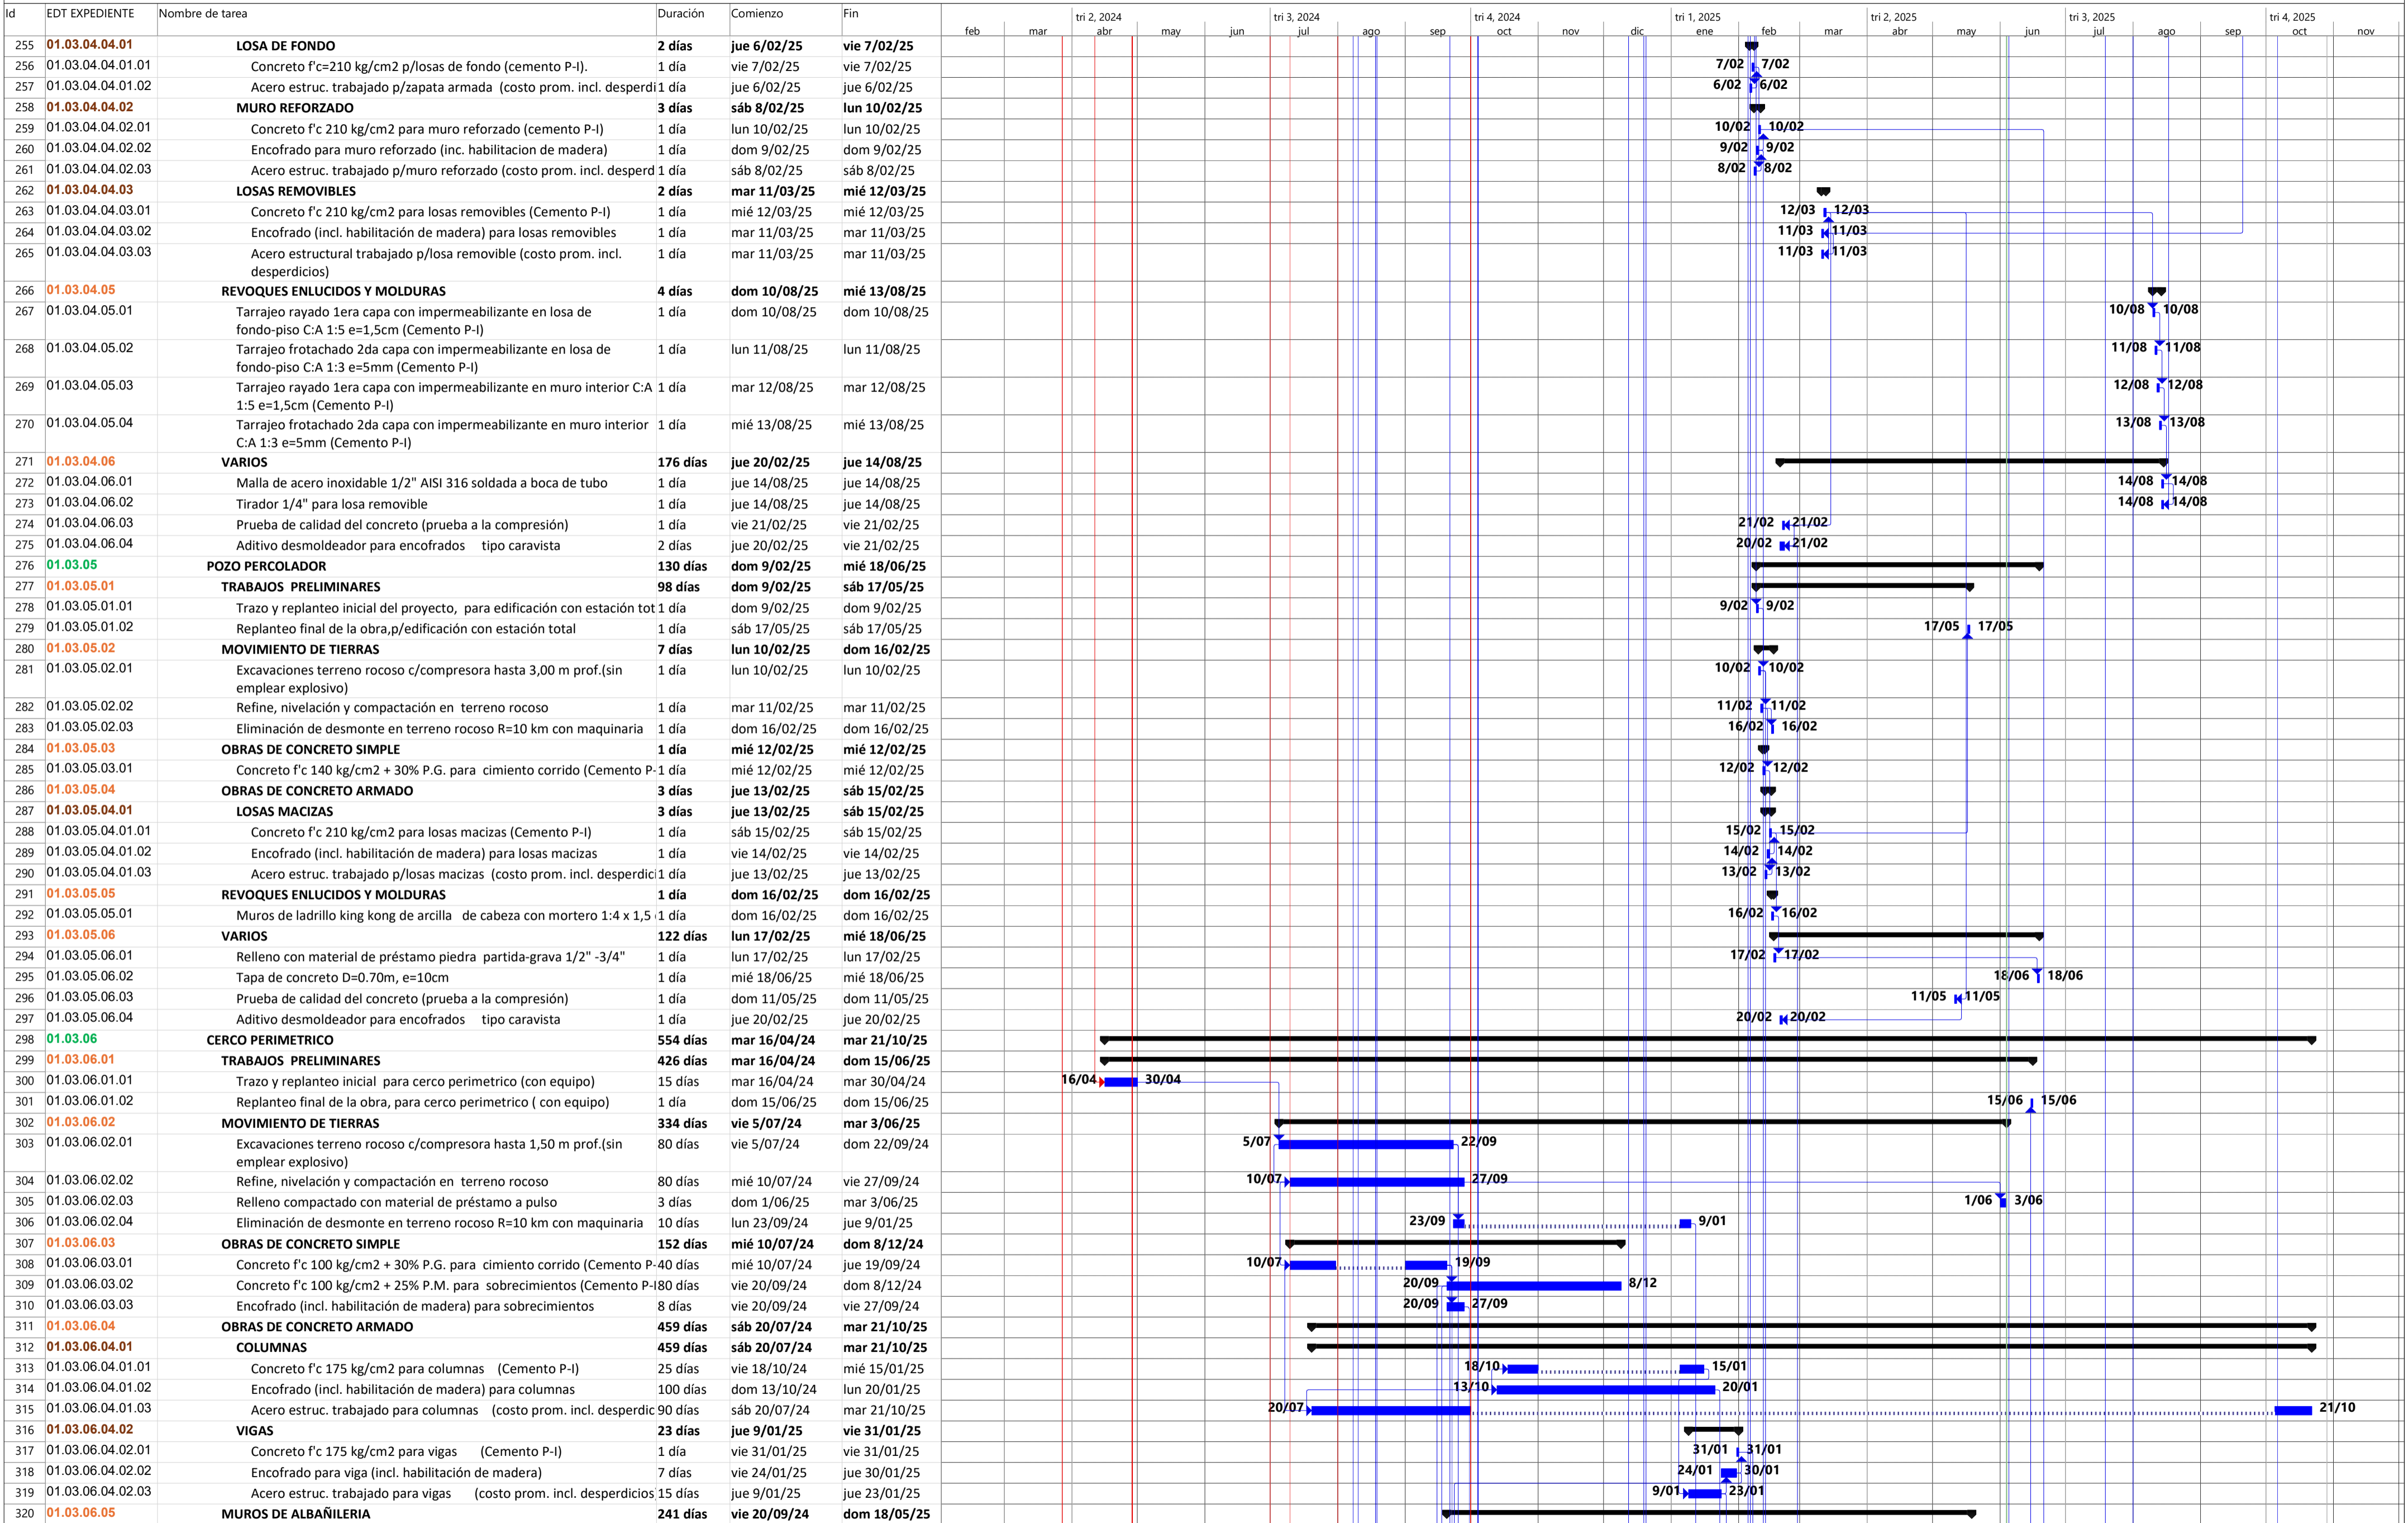 Id EDT EXPEDIENTE Nombre de tarea Duración Comienzo Fin tri 2, 2024 tri 3, 2024 tri 4, 2024 tri 1, 2025 tri 2, 2025 tri 3, 2025 tri 4, 2025
feb mar abr may jun jul ago sep oct nov dic ene feb mar abr may jun jul ago sep oct nov
255 01.03.04.04.01 LOSA DE FONDO 2 días jue 6/02/25 vie 7/02/25
256 01.03.04.04.01.01 Concreto f'c=210 kg/cm2 p/losas de fondo (cemento P-I). 1 día vie 7/02/25 vie 7/02/25 7/02 7/02
257 01.03.04.04.01.02 Acero estruc. trabajado p/zapata armada (costo prom. incl. desperdi 1 día jue 6/02/25 jue 6/02/25 6/02 6/02
258 01.03.04.04.02 MURO REFORZADO 3 días sáb 8/02/25 lun 10/02/25
259 01.03.04.04.02.01 Concreto f'c 210 kg/cm2 para muro reforzado (cemento P-I) 1 día lun 10/02/25 lun 10/02/25 10/02 10/02
260 01.03.04.04.02.02 Encofrado para muro reforzado (inc. habilitacion de madera) 1 día dom 9/02/25 dom 9/02/25 9/02 9/02
261 01.03.04.04.02.03 Acero estruc. trabajado p/muro reforzado (costo prom. incl. desperd 1 día sáb 8/02/25 sáb 8/02/25 8/02 8/02
262 01.03.04.04.03 LOSAS REMOVIBLES 2 días mar 11/03/25 mié 12/03/25
263 01.03.04.04.03.01 Concreto f'c 210 kg/cm2 para losas removibles (Cemento P-I) 1 día mié 12/03/25 mié 12/03/25 12/03 12/03
264 01.03.04.04.03.02 Encofrado (incl. habilitación de madera) para losas removibles 1 día mar 11/03/25 mar 11/03/25 11/03 11/03
265 01.03.04.04.03.03 Acero estructural trabajado p/losa removible (costo prom. incl. 1 día mar 11/03/25 mar 11/03/25 11/03 11/03
desperdicios)
266 01.03.04.05 REVOQUES ENLUCIDOS Y MOLDURAS 4 días dom 10/08/25 mié 13/08/25
267 01.03.04.05.01 Tarrajeo rayado 1era capa con impermeabilizante en losa de 1 día dom 10/08/25 dom 10/08/25 10/08 10/08
fondo-piso C:A 1:5 e=1,5cm (Cemento P-I)
268 01.03.04.05.02 Tarrajeo frotachado 2da capa con impermeabilizante en losa de 1 día lun 11/08/25 lun 11/08/25 11/08 11/08
fondo-piso C:A 1:3 e=5mm (Cemento P-I)
269 01.03.04.05.03 Tarrajeo rayado 1era capa con impermeabilizante en muro interior C:A 1 día mar 12/08/25 mar 12/08/25 12/08 12/08
1:5 e=1,5cm (Cemento P-I)
270 01.03.04.05.04 Tarrajeo frotachado 2da capa con impermeabilizante en muro interior 1 día mié 13/08/25 mié 13/08/25 13/08 13/08
C:A 1:3 e=5mm (Cemento P-I)
271 01.03.04.06 VARIOS 176 días jue 20/02/25 jue 14/08/25
272 01.03.04.06.01 Malla de acero inoxidable 1/2" AISI 316 soldada a boca de tubo 1 día jue 14/08/25 jue 14/08/25 14/08 14/08
273 01.03.04.06.02 Tirador 1/4" para losa removible 1 día jue 14/08/25 jue 14/08/25 14/08 14/08
274 01.03.04.06.03 Prueba de calidad del concreto (prueba a la compresión) 1 día vie 21/02/25 vie 21/02/25 21/02 21/02
275 01.03.04.06.04 Aditivo desmoldeador para encofrados tipo caravista 2 días jue 20/02/25 vie 21/02/25 20/02 21/02
276 01.03.05 POZO PERCOLADOR 130 días dom 9/02/25 mié 18/06/25
277 01.03.05.01 TRABAJOS PRELIMINARES 98 días dom 9/02/25 sáb 17/05/25
278 01.03.05.01.01 Trazo y replanteo inicial del proyecto, para edificación con estación tot 1 día dom 9/02/25 dom 9/02/25 9/02 9/02
279 01.03.05.01.02 Replanteo final de la obra,p/edificación con estación total 1 día sáb 17/05/25 sáb 17/05/25 17/05 17/05
280 01.03.05.02 MOVIMIENTO DE TIERRAS 7 días lun 10/02/25 dom 16/02/25
281 01.03.05.02.01 Excavaciones terreno rocoso c/compresora hasta 3,00 m prof.(sin 1 día lun 10/02/25 lun 10/02/25 10/02 10/02
emplear explosivo)
282 01.03.05.02.02 Refine, nivelación y compactación en terreno rocoso 1 día mar 11/02/25 mar 11/02/25 11/02 11/02
283 01.03.05.02.03 Eliminación de desmonte en terreno rocoso R=10 km con maquinaria 1 día dom 16/02/25 dom 16/02/25 16/02 16/02
284 01.03.05.03 OBRAS DE CONCRETO SIMPLE 1 día mié 12/02/25 mié 12/02/25
285 01.03.05.03.01 Concreto f'c 140 kg/cm2 + 30% P.G. para cimiento corrido (Cemento P- 1 día mié 12/02/25 mié 12/02/25 12/02 12/02
286 01.03.05.04 OBRAS DE CONCRETO ARMADO 3 días jue 13/02/25 sáb 15/02/25
287 01.03.05.04.01 LOSAS MACIZAS 3 días jue 13/02/25 sáb 15/02/25
288 01.03.05.04.01.01 Concreto f'c 210 kg/cm2 para losas macizas (Cemento P-I) 1 día sáb 15/02/25 sáb 15/02/25 15/02 15/02
289 01.03.05.04.01.02 Encofrado (incl. habilitación de madera) para losas macizas 1 día vie 14/02/25 vie 14/02/25 14/02 14/02
290 01.03.05.04.01.03 Acero estruc. trabajado p/losas macizas (costo prom. incl. desperdici 1 día jue 13/02/25 jue 13/02/25 13/02 13/02
291 01.03.05.05 REVOQUES ENLUCIDOS Y MOLDURAS 1 día dom 16/02/25 dom 16/02/25
292 01.03.05.05.01 Muros de ladrillo king kong de arcilla de cabeza con mortero 1:4 x 1,5 1 día dom 16/02/25 dom 16/02/25 16/02 16/02
293 01.03.05.06 VARIOS 122 días lun 17/02/25 mié 18/06/25
294 01.03.05.06.01 Relleno con material de préstamo piedra partida-grava 1/2" -3/4" 1 día lun 17/02/25 lun 17/02/25 17/02 17/02
295 01.03.05.06.02 Tapa de concreto D=0.70m, e=10cm 1 día mié 18/06/25 mié 18/06/25 18/06 18/06
296 01.03.05.06.03 Prueba de calidad del concreto (prueba a la compresión) 1 día dom 11/05/25 dom 11/05/25 11/05 11/05
297 01.03.05.06.04 Aditivo desmoldeador para encofrados tipo caravista 1 día jue 20/02/25 jue 20/02/25 20/02 20/02
298 01.03.06 CERCO PERIMETRICO 554 días mar 16/04/24 mar 21/10/25
299 01.03.06.01 TRABAJOS PRELIMINARES 426 días mar 16/04/24 dom 15/06/25
300 01.03.06.01.01 Trazo y replanteo inicial para cerco perimetrico (con equipo) 15 días mar 16/04/24 mar 30/04/24 16/04 30/04
301 01.03.06.01.02 Replanteo final de la obra, para cerco perimetrico ( con equipo) 1 día dom 15/06/25 dom 15/06/25 15/06 15/06
302 01.03.06.02 MOVIMIENTO DE TIERRAS 334 días vie 5/07/24 mar 3/06/25
303 01.03.06.02.01 Excavaciones terreno rocoso c/compresora hasta 1,50 m prof.(sin 80 días vie 5/07/24 dom 22/09/24 5/07 22/09
emplear explosivo)
304 01.03.06.02.02 Refine, nivelación y compactación en terreno rocoso 80 días mié 10/07/24 vie 27/09/24 10/07 27/09
305 01.03.06.02.03 Relleno compactado con material de préstamo a pulso 3 días dom 1/06/25 mar 3/06/25 1/06 3/06
306 01.03.06.02.04 Eliminación de desmonte en terreno rocoso R=10 km con maquinaria 10 días lun 23/09/24 jue 9/01/25 23/09 9/01
307 01.03.06.03 OBRAS DE CONCRETO SIMPLE 152 días mié 10/07/24 dom 8/12/24
308 01.03.06.03.01 Concreto f'c 100 kg/cm2 + 30% P.G. para cimiento corrido (Cemento P- 40 días mié 10/07/24 jue 19/09/24 10/07 19/09
309 01.03.06.03.02 Concreto f'c 100 kg/cm2 + 25% P.M. para sobrecimientos (Cemento P-I 80 días vie 20/09/24 dom 8/12/24 20/09 8/12
310 01.03.06.03.03 Encofrado (incl. habilitación de madera) para sobrecimientos 8 días vie 20/09/24 vie 27/09/24 20/09 27/09
311 01.03.06.04 OBRAS DE CONCRETO ARMADO 459 días sáb 20/07/24 mar 21/10/25
312 01.03.06.04.01 COLUMNAS 459 días sáb 20/07/24 mar 21/10/25
313 01.03.06.04.01.01 Concreto f'c 175 kg/cm2 para columnas (Cemento P-I) 25 días vie 18/10/24 mié 15/01/25 18/10 15/01
314 01.03.06.04.01.02 Encofrado (incl. habilitación de madera) para columnas 100 días dom 13/10/24 lun 20/01/25 13/10 20/01
315 01.03.06.04.01.03 Acero estruc. trabajado para columnas (costo prom. incl. desperdic 90 días sáb 20/07/24 mar 21/10/25 20/07 21/10
316 01.03.06.04.02 VIGAS 23 días jue 9/01/25 vie 31/01/25
317 01.03.06.04.02.01 Concreto f'c 175 kg/cm2 para vigas (Cemento P-I) 1 día vie 31/01/25 vie 31/01/25 31/01 31/01
318 01.03.06.04.02.02 Encofrado para viga (incl. habilitación de madera) 7 días vie 24/01/25 jue 30/01/25 24/01 30/01
319 01.03.06.04.02.03 Acero estruc. trabajado para vigas (costo prom. incl. desperdicios 15 días jue 9/01/25 jue 23/01/25 9/01 23/01
320 01.03.06.05 MUROS DE ALBAÑILERIA 241 días vie 20/09/24 dom 18/05/25